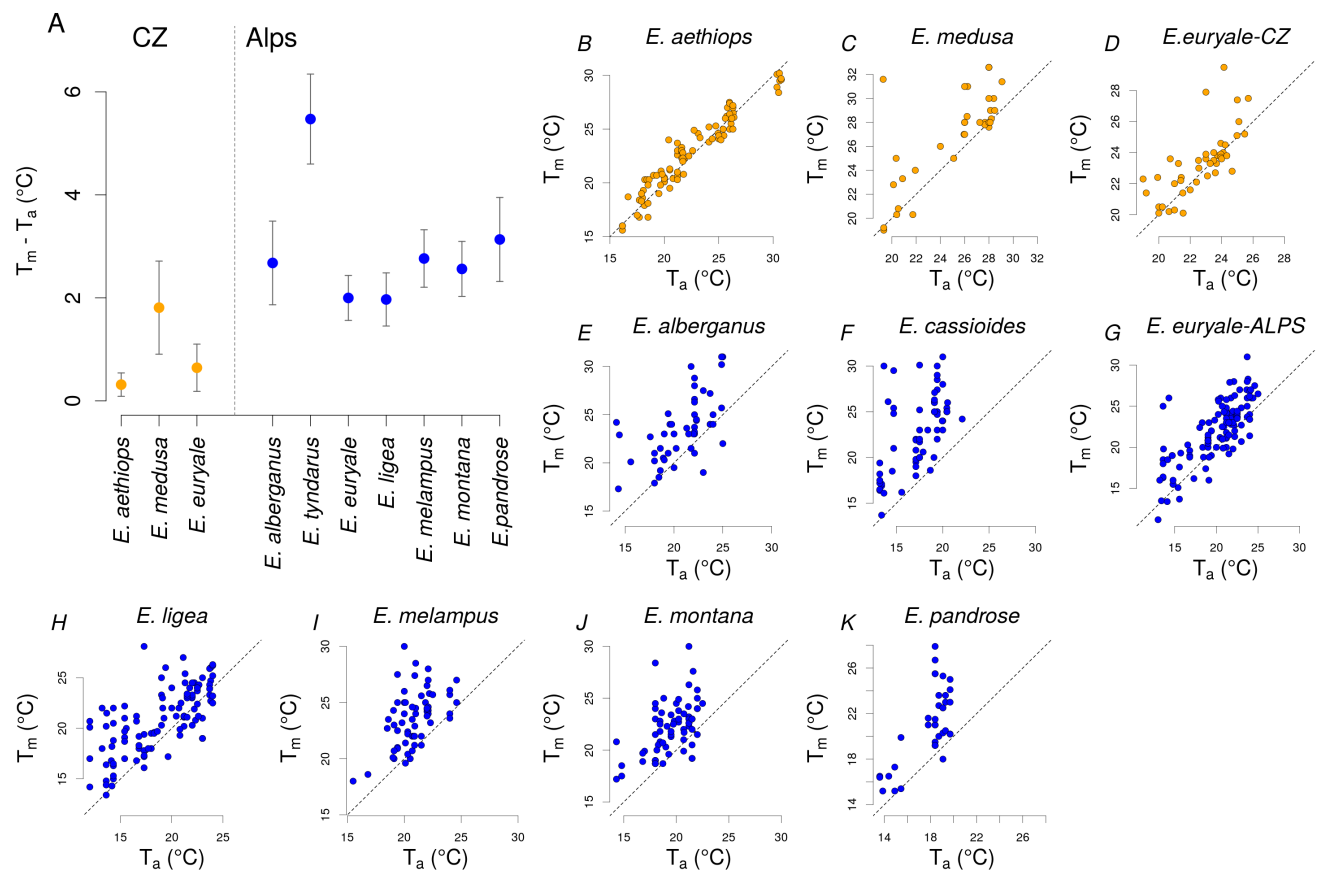 A
CZ
Alps
Tm - Ta (°C)
6
4
2
0
E. aethiops
E. medusa
E. euryale
E. alberganus
E. tyndarus
E. euryale
E. ligea
E. melampus
E. montana
E.pandrose
B
E. aethiops
Tm (°C)
30
25
20
15
15
20
25
30
Ta (°C)
C
E. medusa
Tm (°C)
32
30
28
26
24
22
20
20
22
24
26
28
30
32
Ta (°C)
D
E.euryale-CZ
Tm (°C)
28
26
24
22
20
20
22
24
26
28
Ta (°C)
E
E. alberganus
Tm (°C)
30
25
20
15
15
20
25
30
Ta (°C)
F
E. cassioides
Tm (°C)
30
25
20
15
15
20
25
30
Ta (°C)
G
E. euryale-ALPS
Tm (°C)
30
25
20
15
15
20
25
30
Ta (°C)
H
E. ligea
Tm (°C)
25
20
15
15
20
25
Ta (°C)
I
E. melampus
Tm (°C)
30
25
20
15
15
20
25
30
Ta (°C)
J
E. montana
Tm (°C)
30
25
20
15
15
20
25
30
Ta (°C)
K
E. pandrose
Tm (°C)
26
22
18
14
14
18
22
26
Ta (°C)